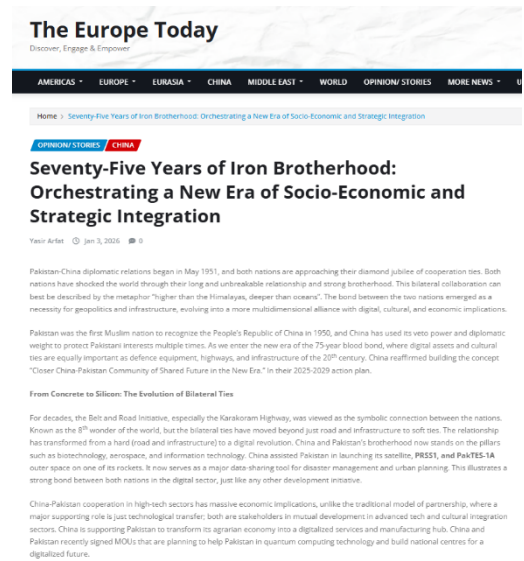 The Europe Today
Discover, Engage & Empower
AMERICAS EUROPE EURASIA CHINA MIDDLE EAST WORLD OPINION/ STORIES MORE NEWS U
Home > Seventy-Five Years of Iron Brotherhood: Orchestrating a New Era of Socio-Economic and Strategic Integration
OPINION/ STORIES CHINA
Seventy-Five Years of Iron Brotherhood:
Orchestrating a New Era of Socio-Economic and
Strategic Integration
Yasir Arfat Jan 3, 2026 0
Pakistan-China diplomatic relations began in May 1951, and both nations are approaching their diamond jubilee of cooperation ties. Both
nations have shocked the world through their long and unbreakable relationship and strong brotherhood. This bilateral collaboration can
best be described by the metaphor "higher than the Himalayas, deeper than oceans". The bond between the two nations emerged as a
necessity for geopolitics and infrastructure, evolving into a more multidimensional alliance with digital, cultural, and economic implications.
Pakistan was the first Muslim nation to recognize the People's Republic of China in 1950, and China has used its veto power and diplomatic
weight to protect Pakistani interests multiple times. As we enter the new era of the 75-year blood bond, where digital assets and cultural
ties are equally important as defence equipment, highways, and infrastructure of the 20th century. China reaffirmed building the concept
"Closer China-Pakistan Community of Shared Future in the New Era." in their 2025-2029 action plan.
From Concrete to Silicon: The Evolution of Bilateral Ties
For decades, the Belt and Road Initiative, especially the Karakoram Highway, was viewed as the symbolic connection between the nations.
Known as the 8th wonder of the world, but the bilateral ties have moved beyond just road and infrastructure to soft ties. The relationship
has transformed from a hard (road and infrastructure) to a digital revolution. China and Pakistan's brotherhood now stands on the pillars
such as biotechnology, aerospace, and information technology. China assisted Pakistan in launching its satellite, PRSS1, and PakTES-1A
outer space on one of its rockets. It now serves as a major data-sharing tool for disaster management and urban planning. This illustrates a
strong bond between both nations in the digital sector, just like any other development initiative.
China-Pakistan cooperation in high-tech sectors has massive economic implications, unlike the traditional model of partnership, where a
major supporting role is just technological transfer; both are stakeholders in mutual development in advanced tech and cultural integration
sectors. China is supporting Pakistan to transform its agrarian economy into a digitalized services and manufacturing hub. China and
Pakistan recently signed MOUs that are planning to help Pakistan in quantum computing technology and build national centres for a
digitalized future.